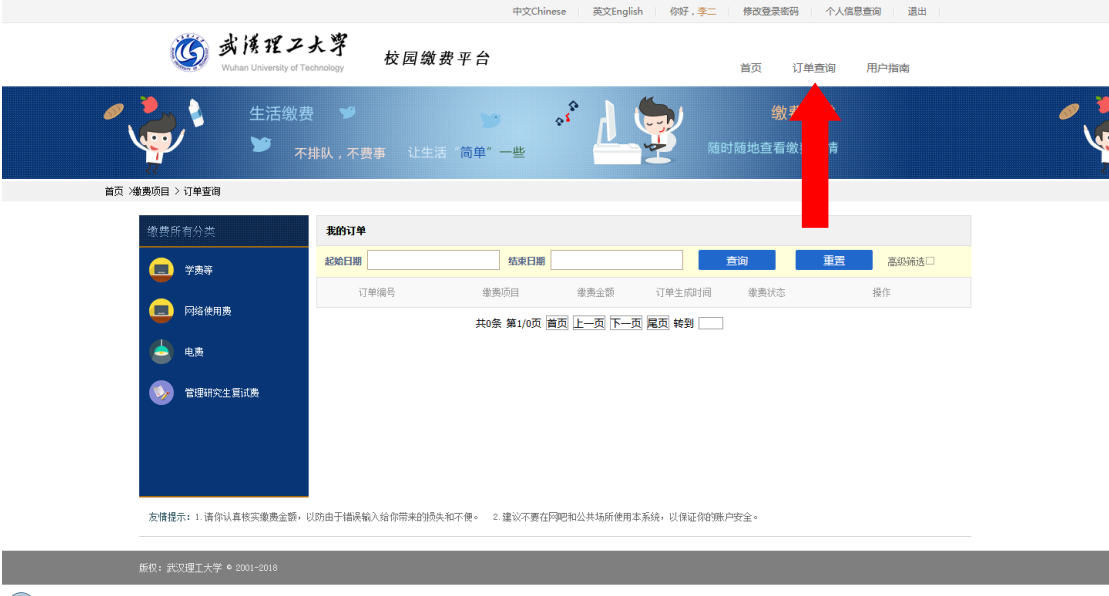 中文Chinese 英文English 你好，李二 修改登录密码 个人信息查询 退出
武汉理工大学
Wuhan University of Technology
校园缴费平台
首页 订单查询 用户指南
生活缴费
不排队，不费事 让生活“简单”一些
缴费
随时随地查看缴费 情
首页 >缴费项目 > 订单查询
缴费所有分类
学费等
网络使用费
电费
管理研究生复试费
我的订单
起始日期 结束日期 查询 重置 高级筛选
订单编号 缴费项目 缴费金额 订单生成时间 缴费状态 操作
共0条 第1/0页 首页 上一页 下一页 尾页 转到
友情提示：1.请你认真核实缴费金额，以防由于错误输入给你带来的损失和不便。 2.建议不要在网吧和公共场所使用本系统，以保证你的账户安全。
版权：武汉理工大学 © 2001-2018